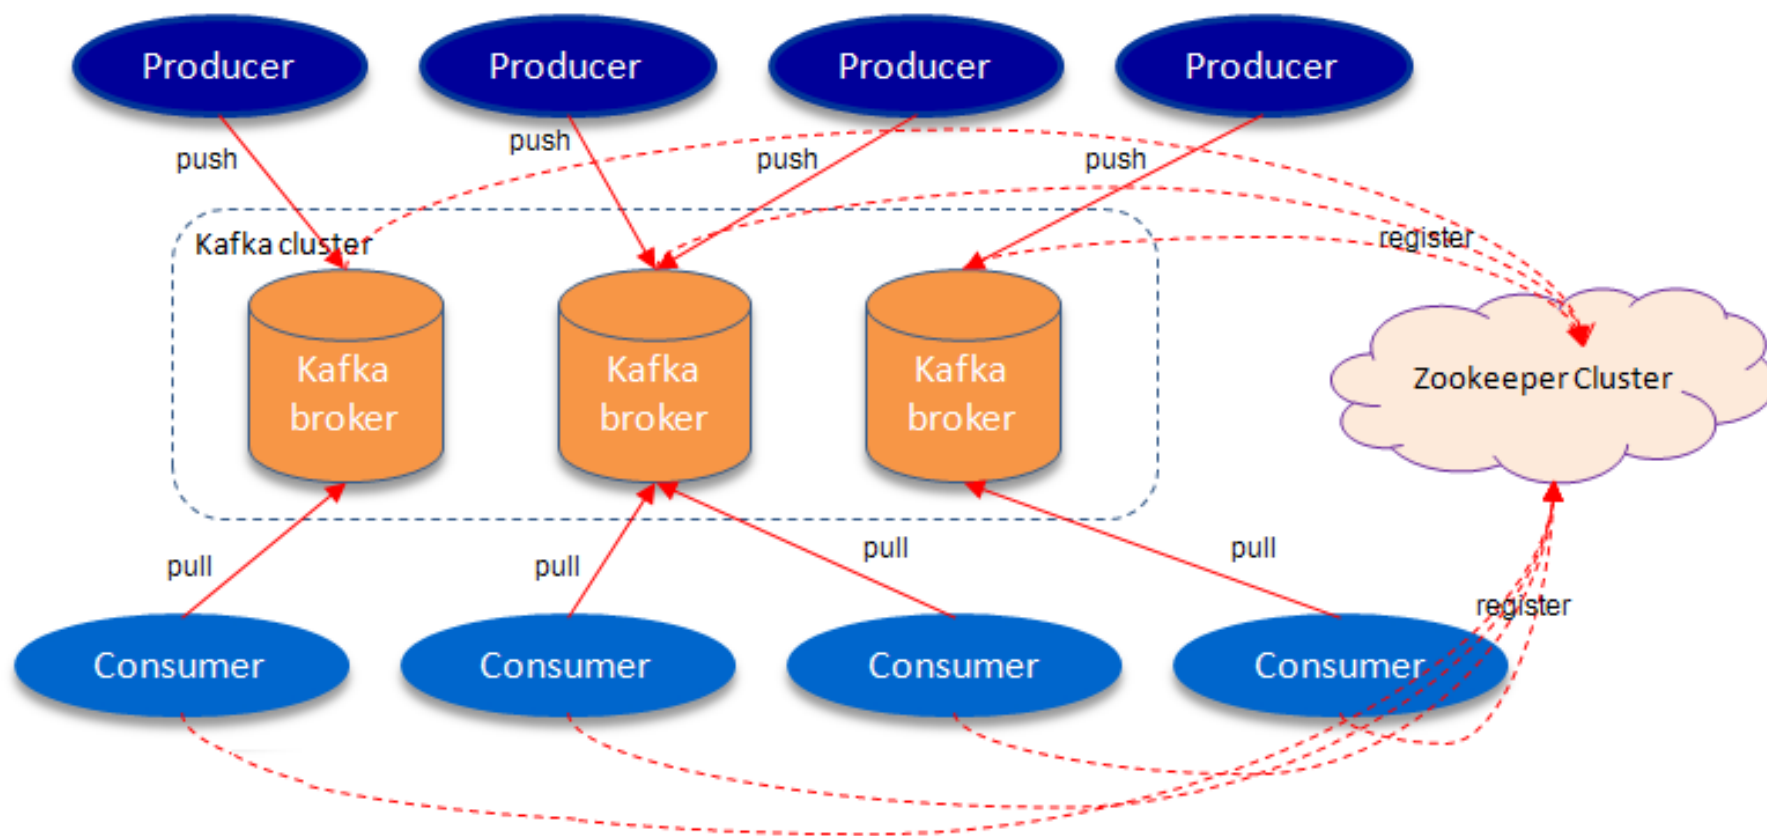 Producer
Producer
Producer
Producer
push
push
push
push
Kafka cluster
register
Kafka
broker
Kafka
broker
Kafka
broker
Zookeeper Cluster
pull
pull
pull
pull
register
Consumer
Consumer
Consumer
Consumer